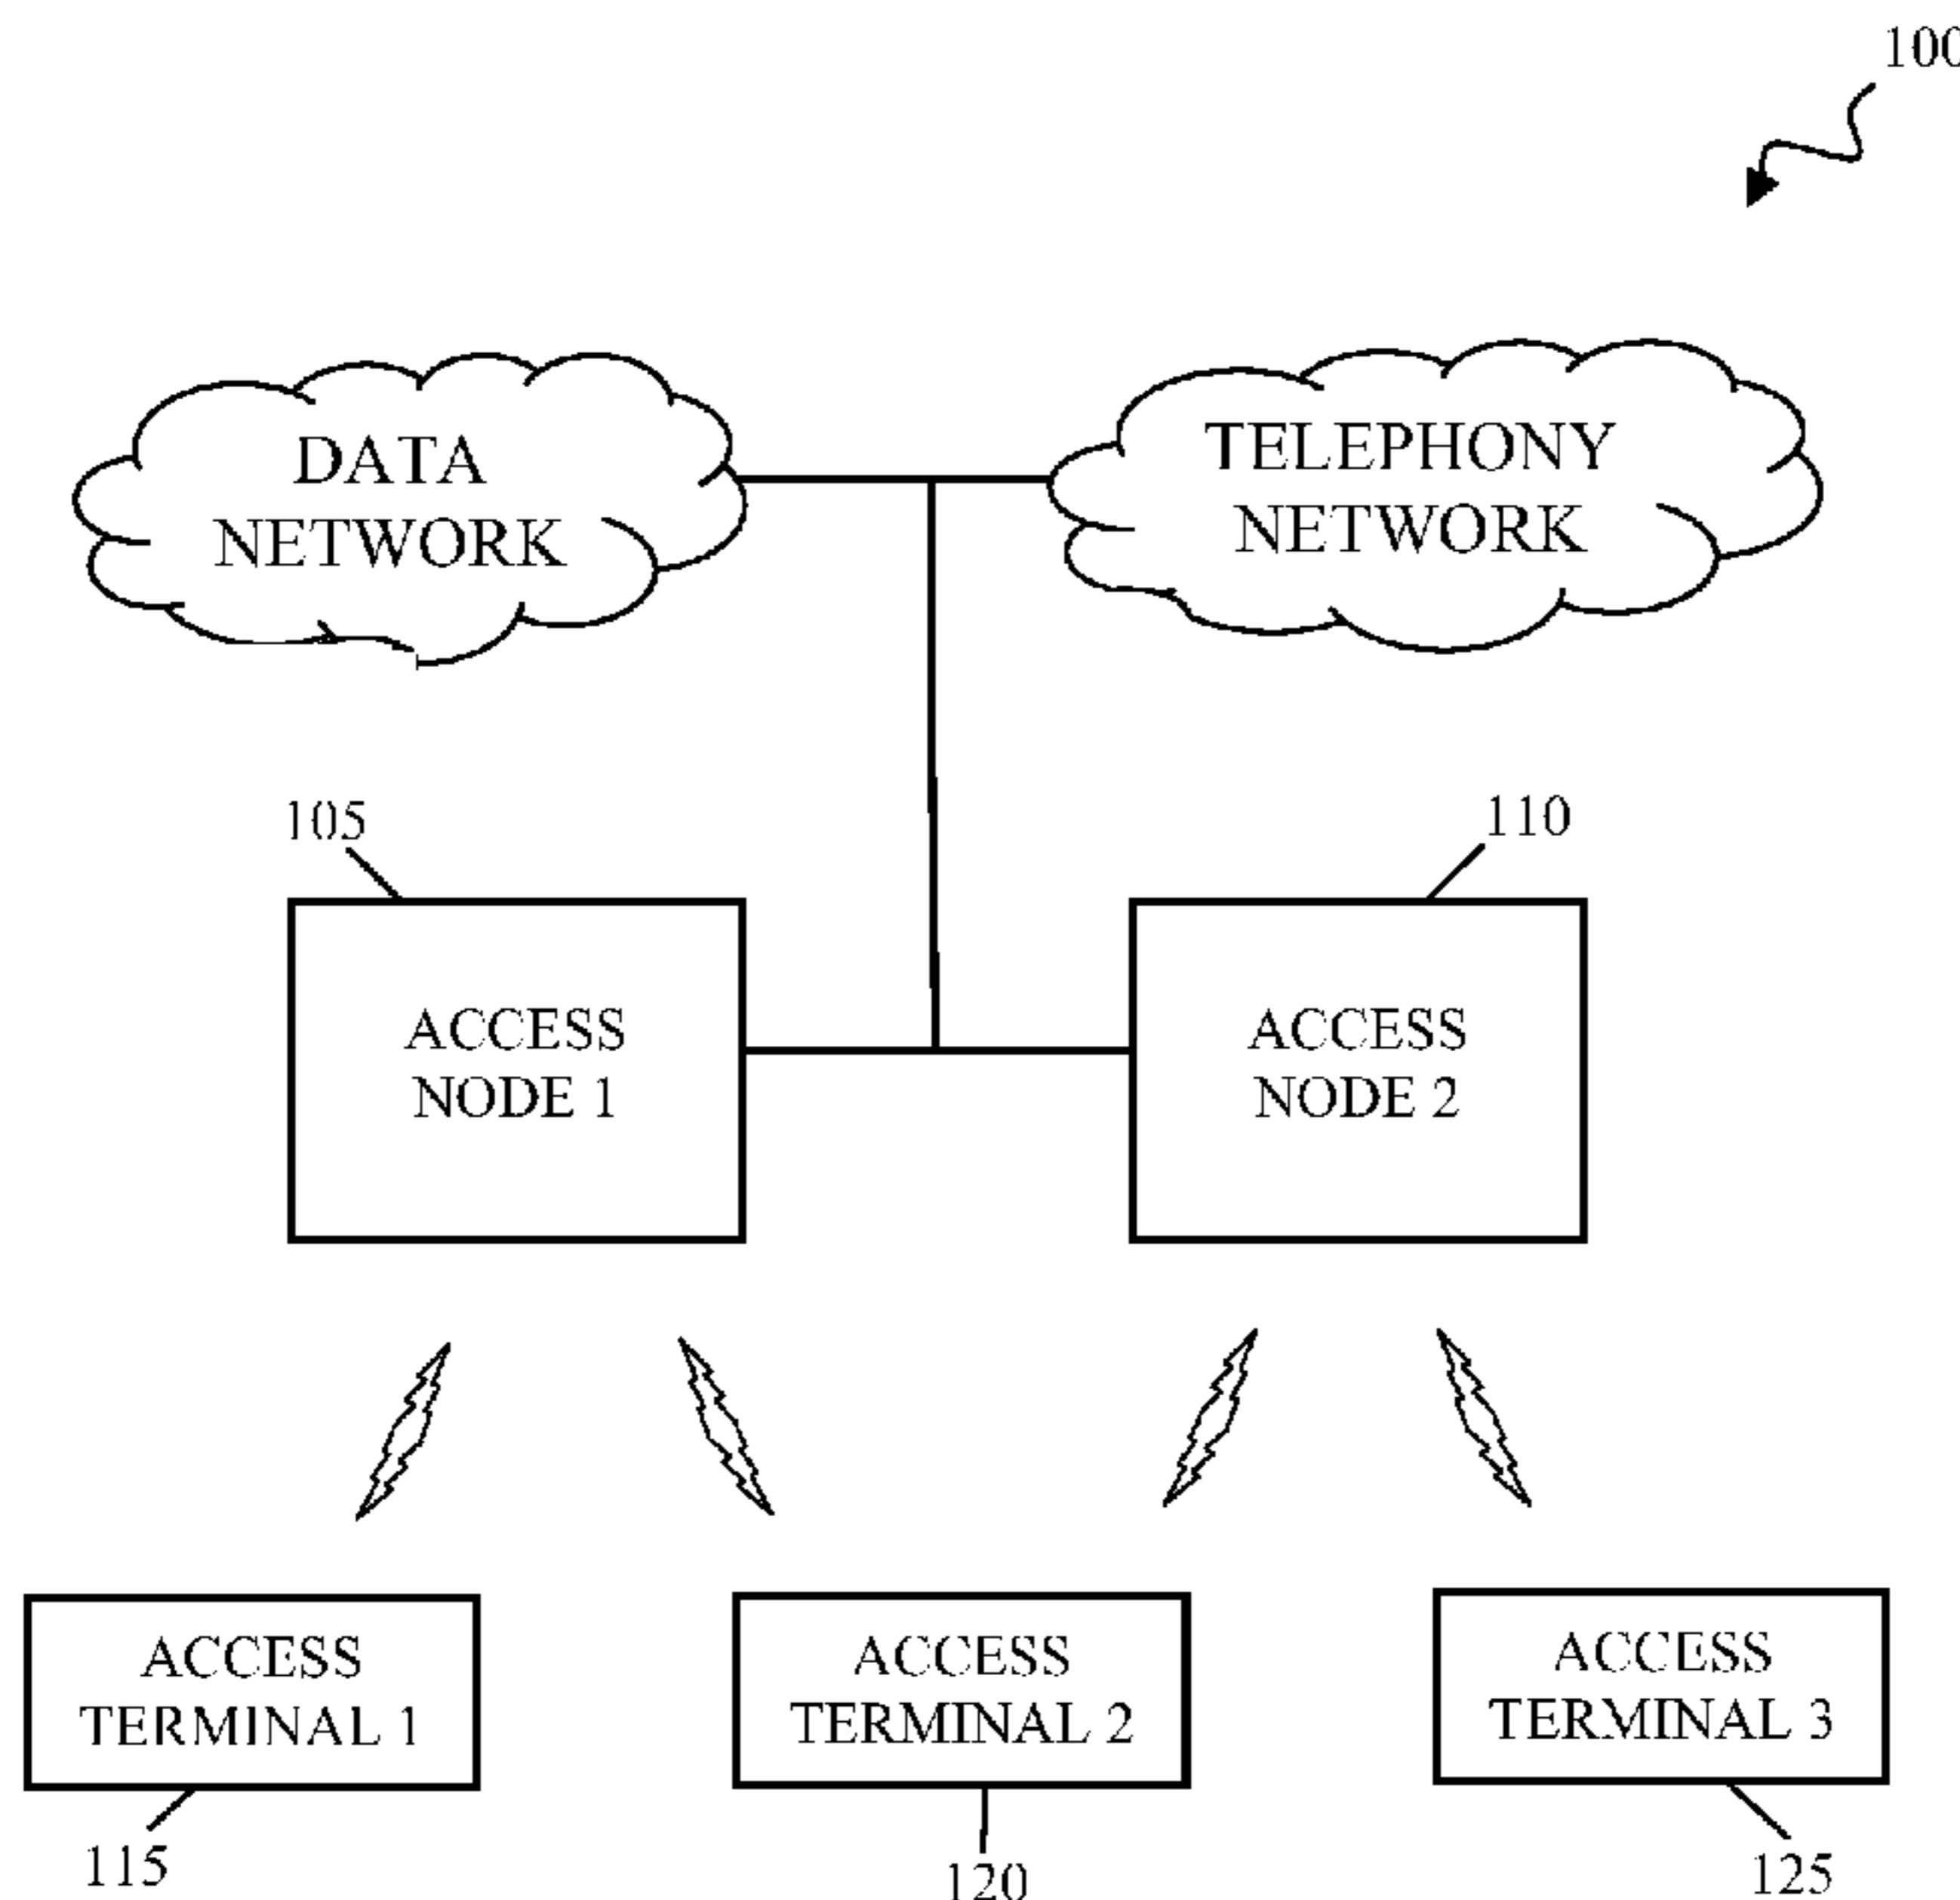 100
DATA
NETWORK
TELEPHONY
NETWORK
105
110
ACCESS
NODE 1
ACCESS
NODE 2
ACCESS
TERMINAL 1
ACCESS
TERMINAL 2
ACCESS
TERMINAL 3
115
120
125